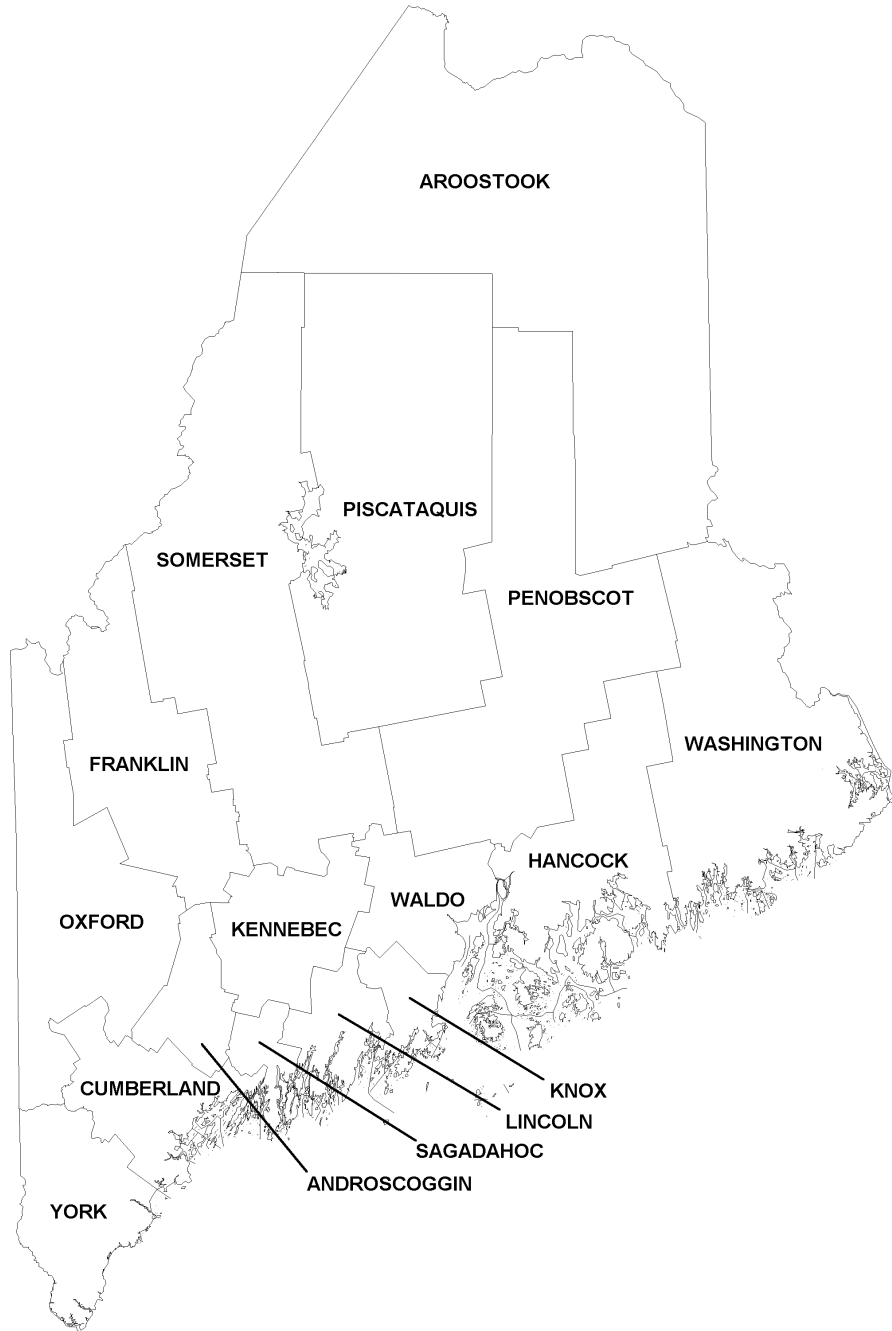 AROOSTOOK
PISCATAQUIS
SOMERSET
PENOBSCOT
WASHINGTON
FRANKLIN
HANCOCK
WALDO
OXFORD
KENNEBEC
CUMBERLAND
KNOX
LINCOLN
SAGADAHOC
ANDROSCOGGIN
YORK